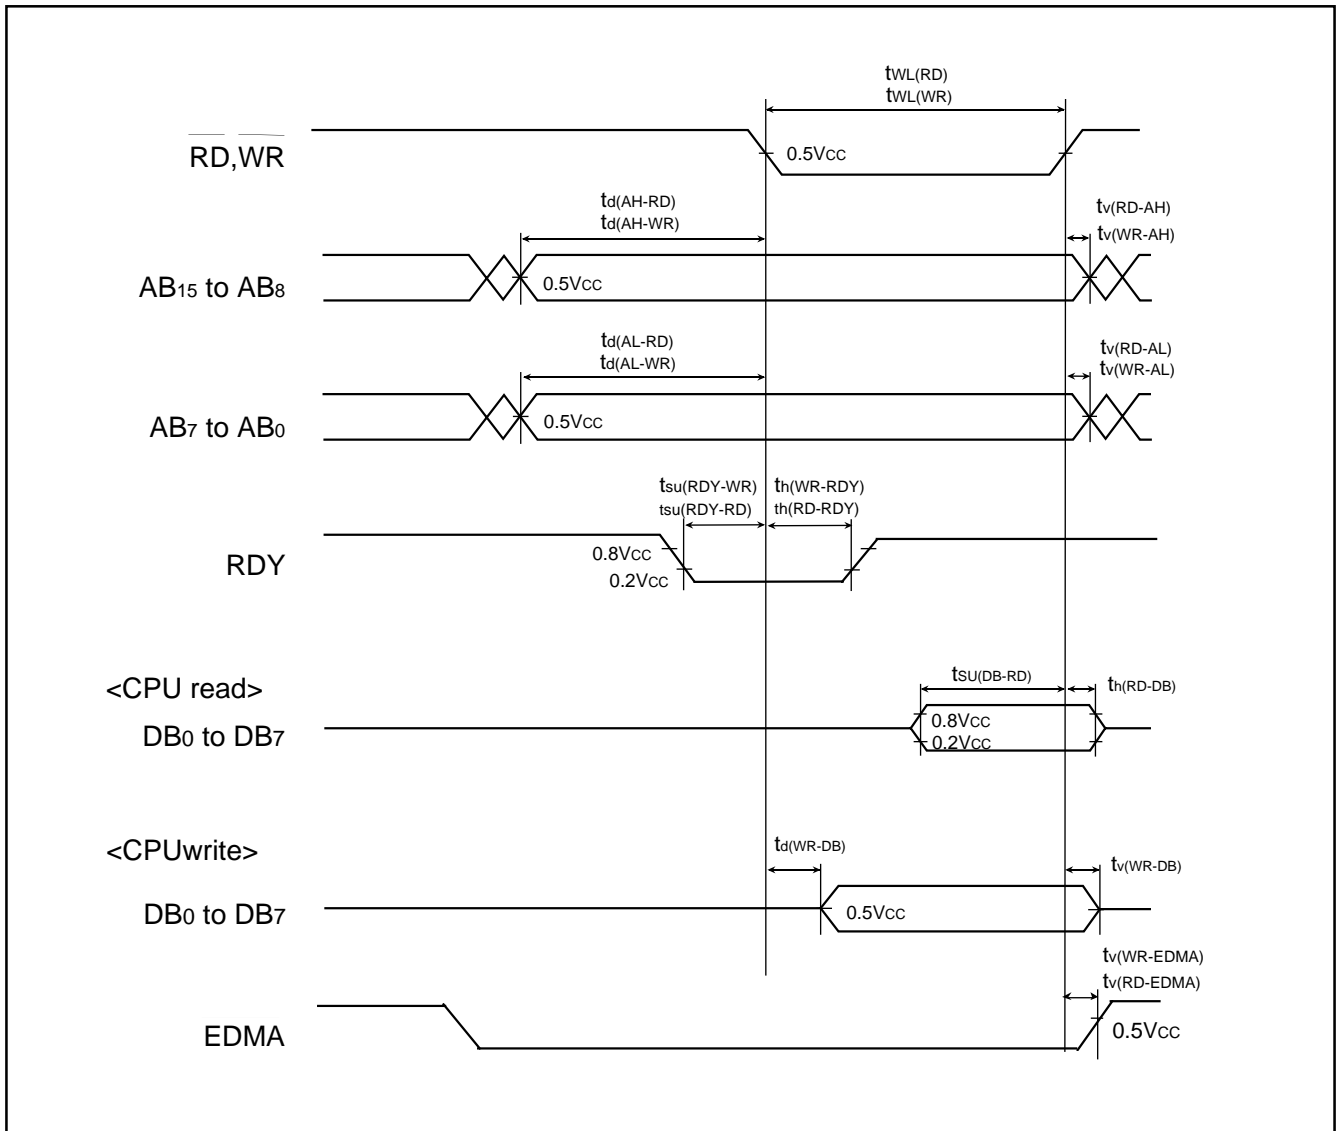 tWL(RD)
tWL(WR)
RD,WR
0.5VCC
td(AH-RD)
td(AH-WR)
tv(RD-AH)
tv(WR-AH)
AB15 to AB8
0.5VCC
td(AL-RD)
td(AL-WR)
tv(RD-AL)
tv(WR-AL)
AB7 to AB0
0.5VCC
tsu(RDY-WR) th(WR-RDY)
tsu(RDY-RD) th(RD-RDY)
RDY
0.8VCC
0.2VCC
<CPU read>
tSU(DB-RD)
th(RD-DB)
DB0 to DB7
0.8VCC
0.2VCC
<CPUwrite>
td(WR-DB)
tv(WR-DB)
DB0 to DB7
0.5VCC
tv(WR-EDMA)
tv(RD-EDMA)
EDMA
0.5VCC